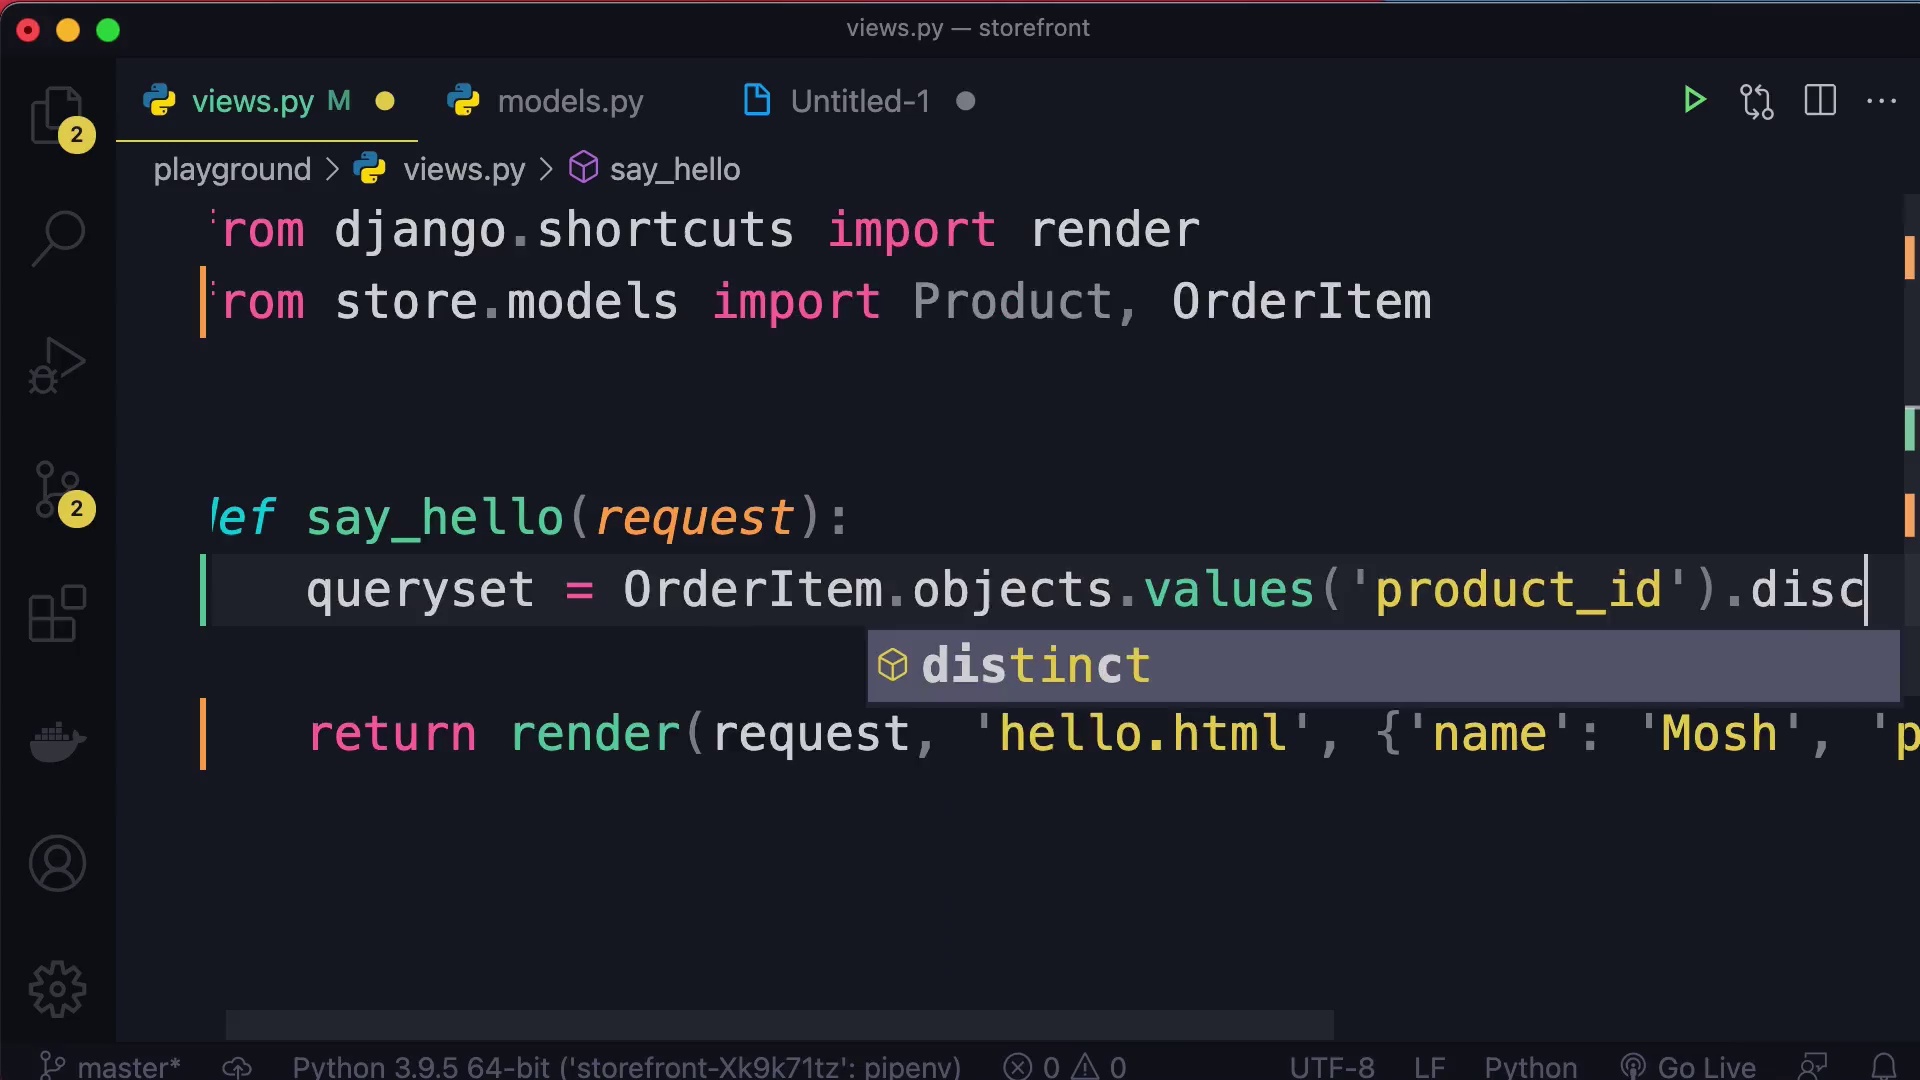 views.py — storefront
views.py M models.py Untitled-1
2
playground > views.py > say_hello
from django.shortcuts import render
from store.models import Product, OrderItem
def say_hello(request):
2
queryset = OrderItem.objects.values('product_id').disc
distinct
return render(request, 'hello.html', {'name': 'Mosh', 'p
master* Python 3.9.5 64-bit ('storefront-Xk9k71tz': pipenv) 0 0 UTF-8 LF Python Go Live